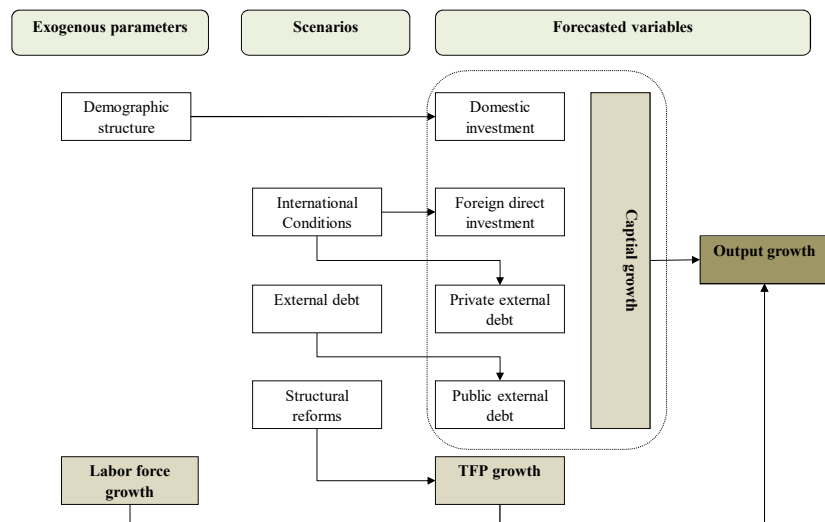 Exogenous parameters
Scenarios
Forecasted variables
Demographic
structure
Domestic
investment
International
Conditions
Foreign direct
investment
Captial growth
Output growth
External debt
Private external
debt
Structural
reforms
Public external
debt
Labor force
growth
TFP growth